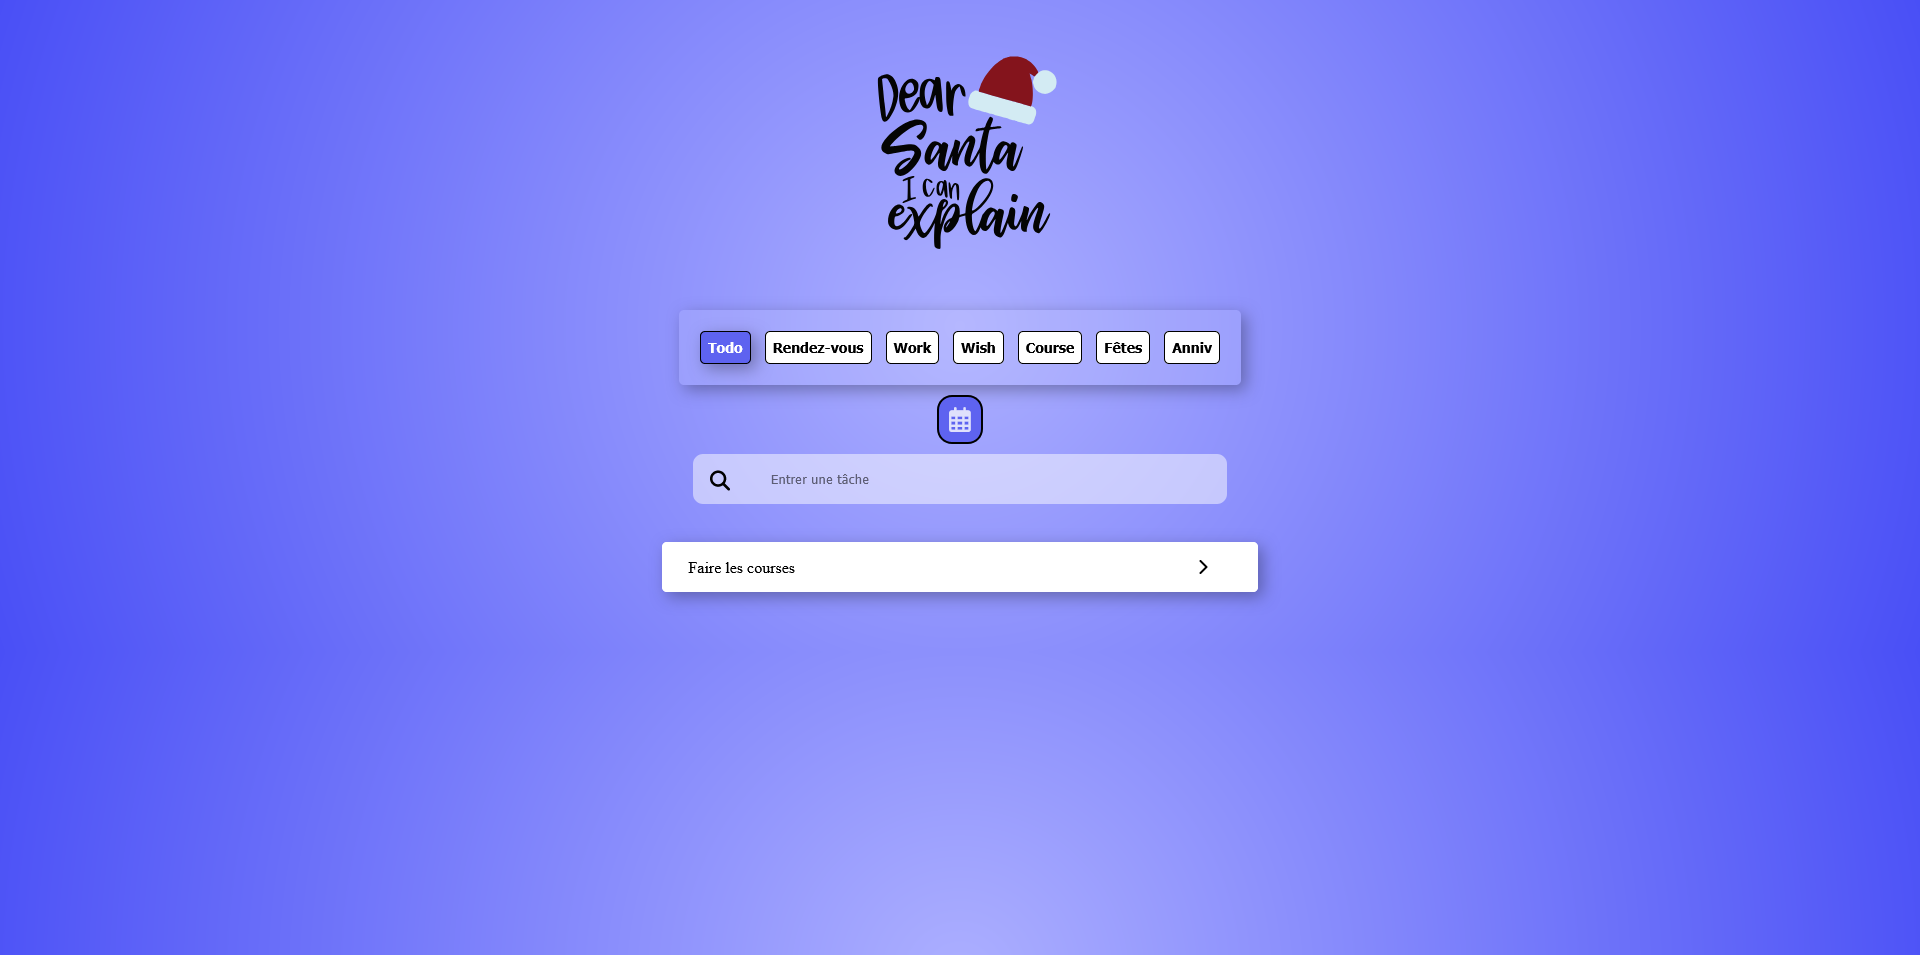 Dear
Santa
I can
explain
Todo Rendez-vous Work Wish Course Fêtes Anniv
Entrer une tâche
Faire les courses